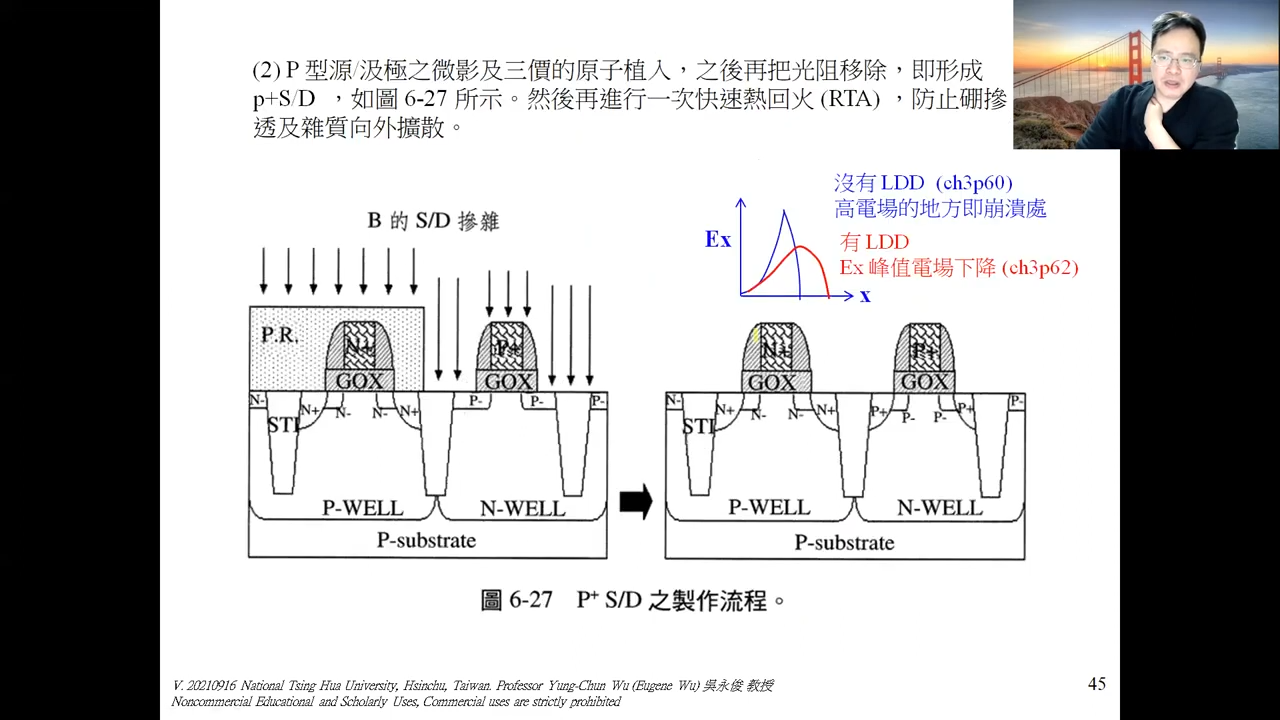 (2) P 型源/汲極之微影及三價的原子植入，之後再把光阻移除，即形成
p+S/D ，如圖 6-27 所示。然後再進行一次快速熱回火 (RTA) ，防止硼摻
透及雜質向外擴散。
沒有 LDD (ch3p60)
高電場的地方即崩潰處
有 LDD
Ex 峰值電場下降 (ch3p62)
Ex
x
B 的 S/D 摻雜
P.R.
N+
GOX
P+
GOX
N-
N+
N-
N-
N+
P-
P-
P-
STI
P-WELL
N-WELL
P-substrate
N+
GOX
P+
GOX
N-
N+
N-
N-
N+
P+
P-
P-
P+
P-
STI
P-WELL
N-WELL
P-substrate
圖 6-27 P+ S/D 之製作流程。
V. 20210916 National Tsing Hua University, Hsinchu, Taiwan. Professor Yung-Chun Wu (Eugene Wu) 吳永俊 教授
Noncommercial Educational and Scholarly Uses, Commercial uses are strictly prohibited
45